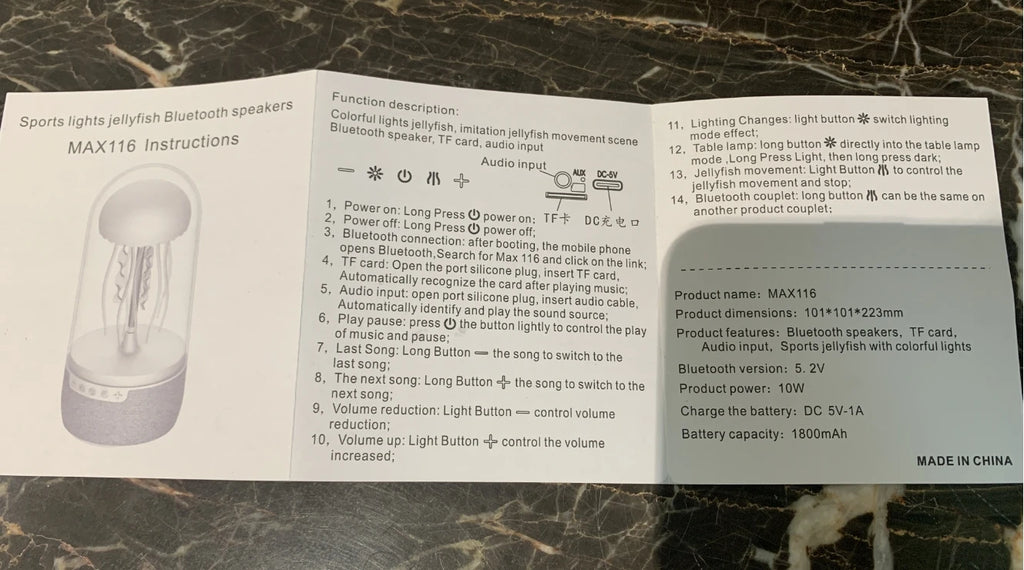 Sports lights jellyfish Bluetooth speakers
MAX116 Instructions
Function description:
Colorful lights jellyfish, imitation jellyfish movement scene
Bluetooth speaker, TF card, audio input
Audio input
AUX
DC-5V
TF卡
DC充电口
1, Power on: Long Press power on;
2, Power off: Long Press power off;
3, Bluetooth connection: after booting, the mobile phone
opens Bluetooth,Search for Max 116 and click on the link;
4, TF card: Open the port silicone plug, insert TF card,
Automatically recognize the card after playing music;
5, Audio input: open port silicone plug, insert audio cable,
Automatically identify and play the sound source;
6, Play pause: press the button lightly to control the play
of music and pause;
7, Last Song: Long Button — the song to switch to the
last song;
8, The next song: Long Button + the song to switch to the
next song;
9, Volume reduction: Light Button — control volume
reduction;
10, Volume up: Light Button + control the volume
increased;
11, Lighting Changes: light button switch lighting
mode effect;
12, Table lamp: long button directly into the table lamp
mode ,Long Press Light, then long press dark;
13, Jellyfish movement: Light Button to control the
jellyfish movement and stop;
14, Bluetooth couplet: long button can be the same on
another product couplet;
Product name: MAX116
Product dimensions: 101*101*223mm
Product features: Bluetooth speakers, TF card,
Audio input, Sports jellyfish with colorful lights
Bluetooth version: 5. 2V
Product power: 10W
Charge the battery: DC 5V-1A
Battery capacity: 1800mAh
MADE IN CHINA